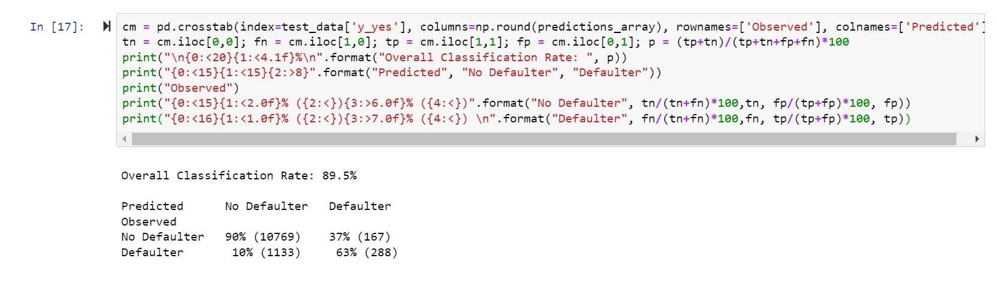 In [17]:
cm = pd.crosstab(index=test_data['y_yes'], columns=np.round(predictions_array), rownames=['Observed'], colnames=['Predicted']
tn = cm.iloc[0,0]; fn = cm.iloc[1,0]; tp = cm.iloc[1,1]; fp = cm.iloc[0,1]; p = (tp+tn)/(tp+tn+fp+fn)*100
print("\n{0:<20}{1:<4.1f}%\n".format("Overall Classification Rate: ", p))
print("{0:<15}{1:<15}{2:>8}".format("Predicted", "No Defaulter", "Defaulter"))
print("Observed")
print("{0:<15}{1:<2.0f}% ({2:<}){3:>6.0f}% ({4:<})".format("No Defaulter", tn/(tn+fn)*100,tn, fp/(tp+fp)*100, fp))
print("{0:<16}{1:<1.0f}% ({2:<}){3:>7.0f}% ({4:<}) \n".format("Defaulter", fn/(tn+fn)*100,fn, tp/(tp+fp)*100, tp))
Overall Classification Rate: 89.5%
Predicted      No Defaulter   Defaulter
Observed
No Defaulter   90% (10769)    37% (167)
Defaulter       10% (1133)     63% (288)